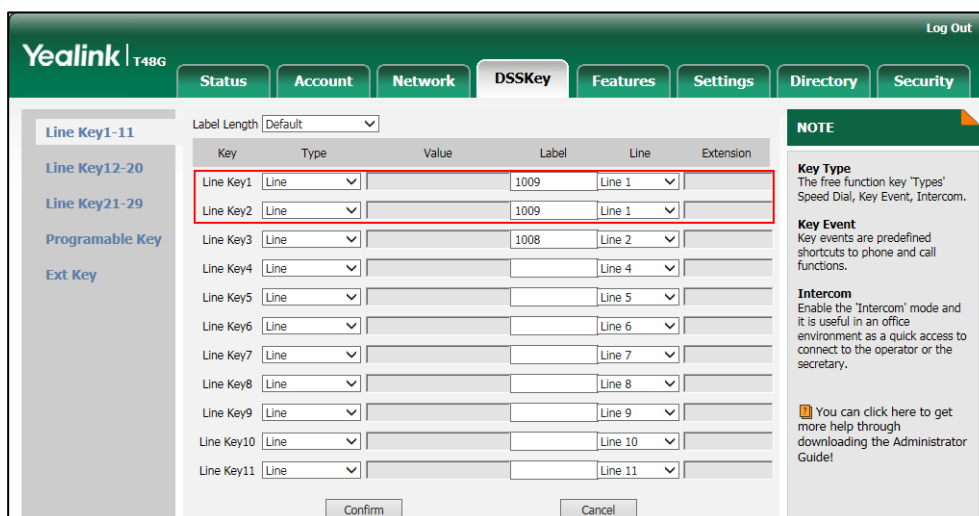 Log Out
Yealink T48G
Status Account Network DSSKey Features Settings Directory Security
Line Key1-11
Line Key12-20
Line Key21-29
Programable Key
Ext Key
Label Length Default
Key Type Value Label Line Extension
Line Key1 Line 1009 Line 1
Line Key2 Line 1009 Line 1
Line Key3 Line 1008 Line 2
Line Key4 Line Line 4
Line Key5 Line Line 5
Line Key6 Line Line 6
Line Key7 Line Line 7
Line Key8 Line Line 8
Line Key9 Line Line 9
Line Key10 Line Line 10
Line Key11 Line Line 11
Confirm Cancel
NOTE
Key Type
The free function key 'Types'
Speed Dial, Key Event, Intercom.
Key Event
Key events are predefined
shortcuts to phone and call
functions.
Intercom
Enable the 'Intercom' mode and
it is useful in an office
environment as a quick access to
connect to the operator or the
secretary.
? You can click here to get
more help through
downloading the Administrator
Guide!